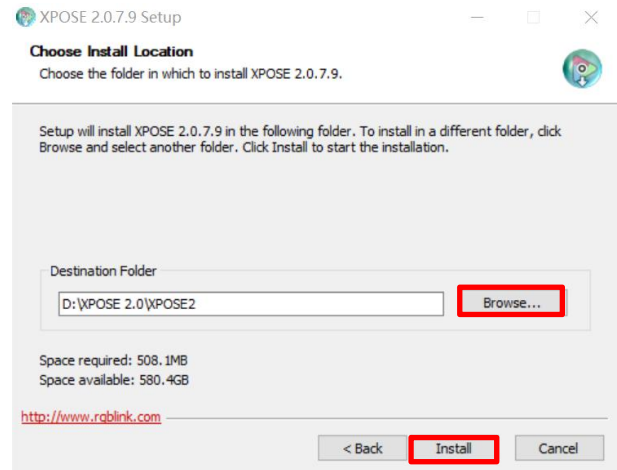 XPOSE 2.0.7.9 Setup
Choose Install Location
Choose the folder in which to install XPOSE 2.0.7.9.
Setup will install XPOSE 2.0.7.9 in the following folder. To install in a different folder, click
Browse and select another folder. Click Install to start the installation.
Destination Folder
D:\XPOSE 2.0\XPOSE2
Browse...
Space required: 508.1MB
Space available: 580.4GB
http://www.rgblink.com
< Back
Install
Cancel